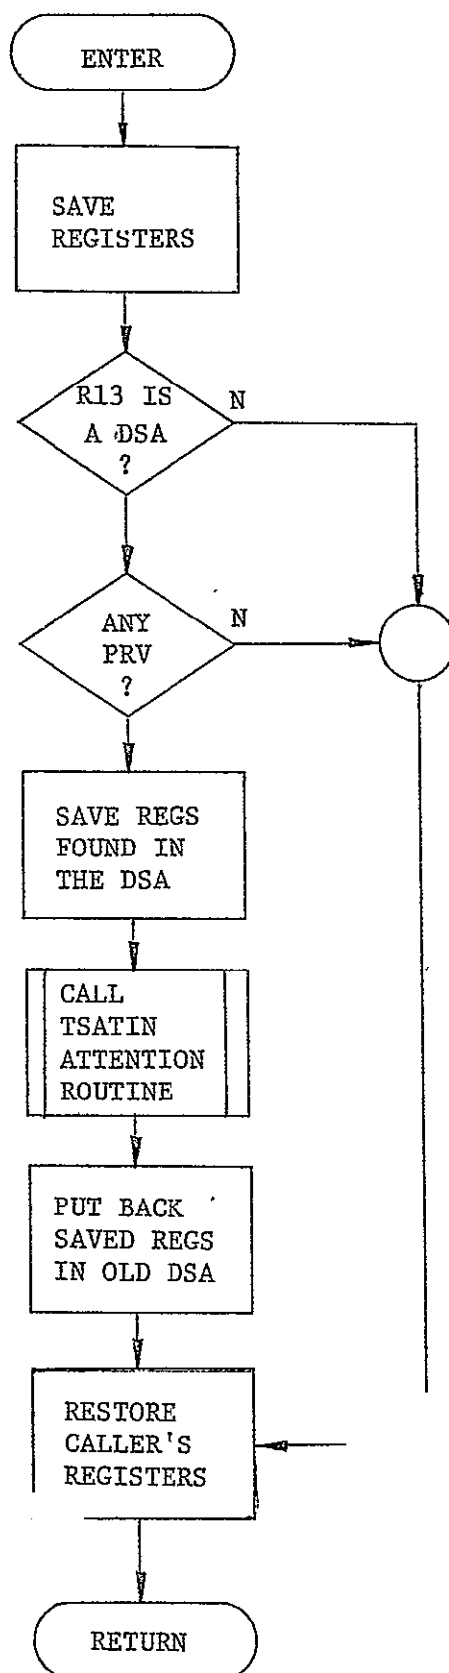 ENTER
SAVE
REGISTERS
R13 IS
A DSA
?
N
ANY
PRV
?
N
SAVE REGS
FOUND IN
THE DSA
CALL
TSATIN
ATTENTION
ROUTINE
PUT BACK
SAVED REGS
IN OLD DSA
RESTORE
CALLER'S
REGISTERS
RETURN